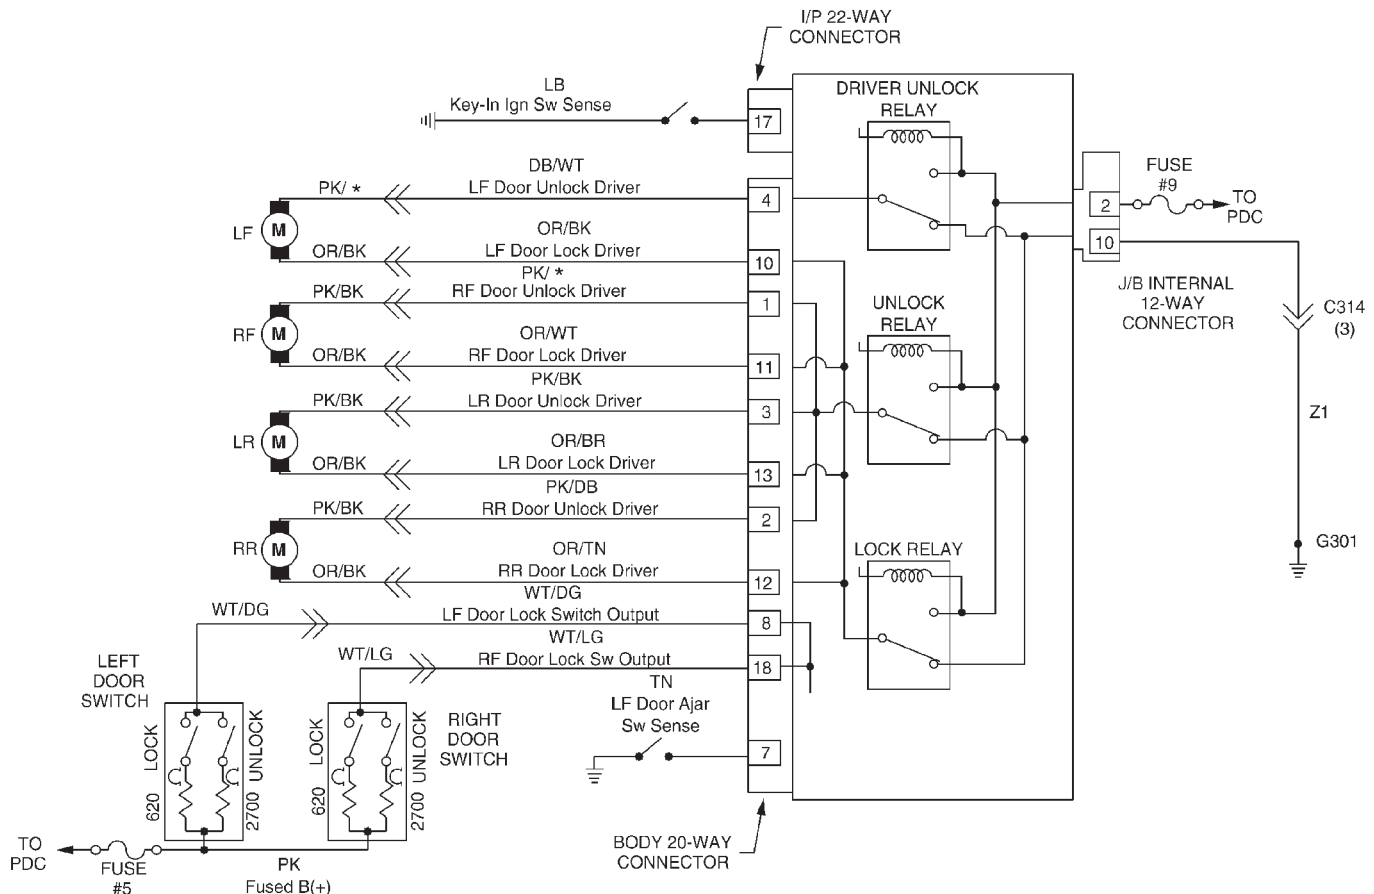 I/P 22-WAY
CONNECTOR
LB
Key-In Ign Sw Sense
17
DRIVER UNLOCK
RELAY
DB/WT
PK/ *
LF Door Unlock Driver
4
LF
M
OR/BK
OR/BK
LF Door Lock Driver
10
PK/ *
PK/BK
RF Door Unlock Driver
1
RF
M
OR/WT
OR/BK
RF Door Lock Driver
11
PK/BK
PK/BK
LR Door Unlock Driver
3
LR
M
OR/BR
OR/BK
LR Door Lock Driver
13
PK/DB
PK/BK
RR Door Unlock Driver
2
RR
M
OR/TN
OR/BK
RR Door Lock Driver
12
WT/DG
WT/DG
LF Door Lock Switch Output
8
WT/LG
WT/LG
RF Door Lock Sw Output
18
TN
LF Door Ajar
Sw Sense
7
UNLOCK
RELAY
LOCK RELAY
FUSE
#9
2
TO
PDC
10
J/B INTERNAL
12-WAY
CONNECTOR
C314
(3)
Z1
G301
LEFT
DOOR
SWITCH
620 Ω LOCK
2700 Ω UNLOCK
620 Ω LOCK
2700 Ω UNLOCK
RIGHT
DOOR
SWITCH
TO
PDC
FUSE
#5
PK
Fused B(+)
BODY 20-WAY
CONNECTOR